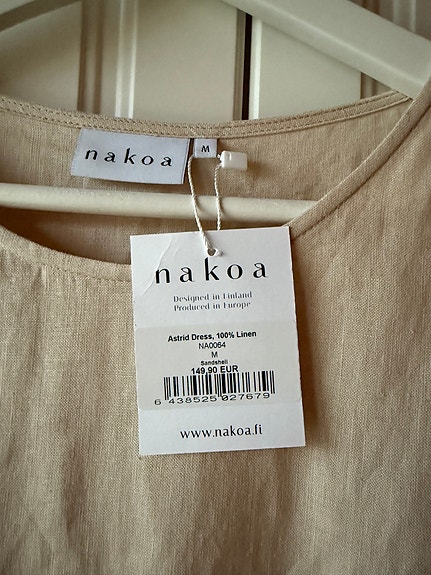 nakoa
M
nakoa
Designed in Finland
Produced in Europe
Astrid Dress, 100% Linen
NA0064
M
Sandshell
149,90 EUR
6 438525 027679
www.nakoa.fi